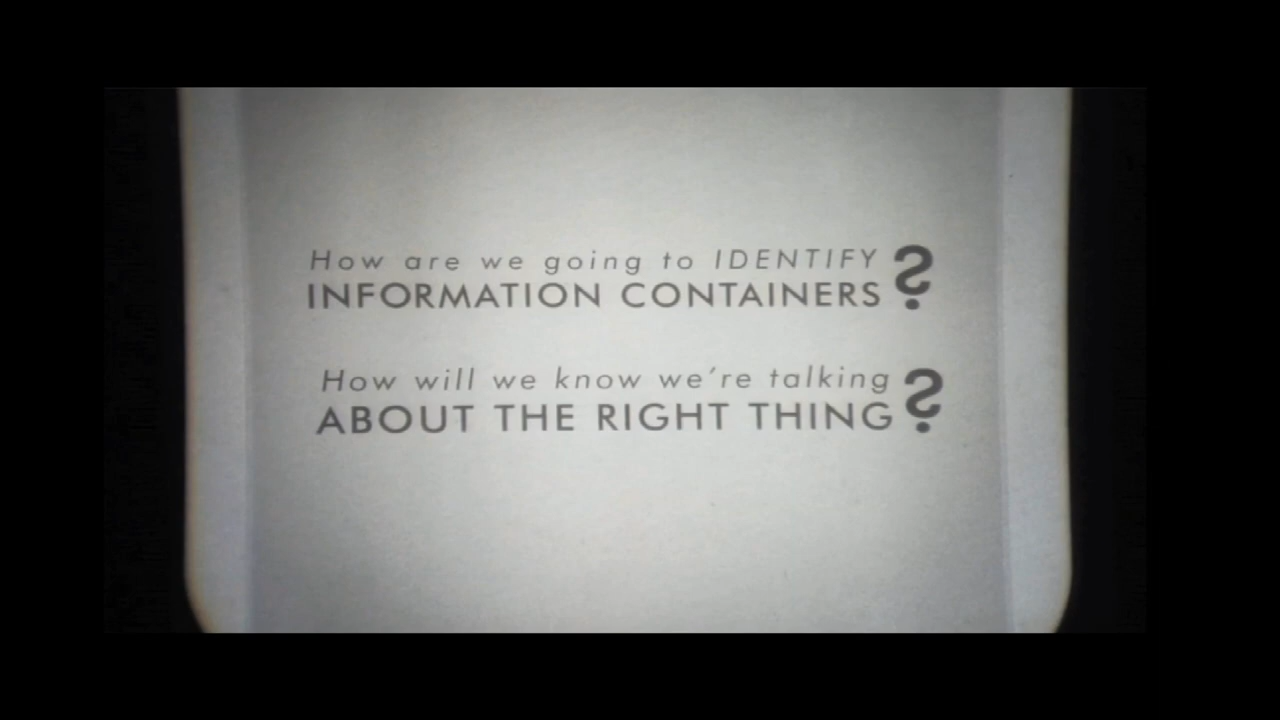 How are we going to IDENTIFY
INFORMATION CONTAINERS?
How will we know we're talking
ABOUT THE RIGHT THING?